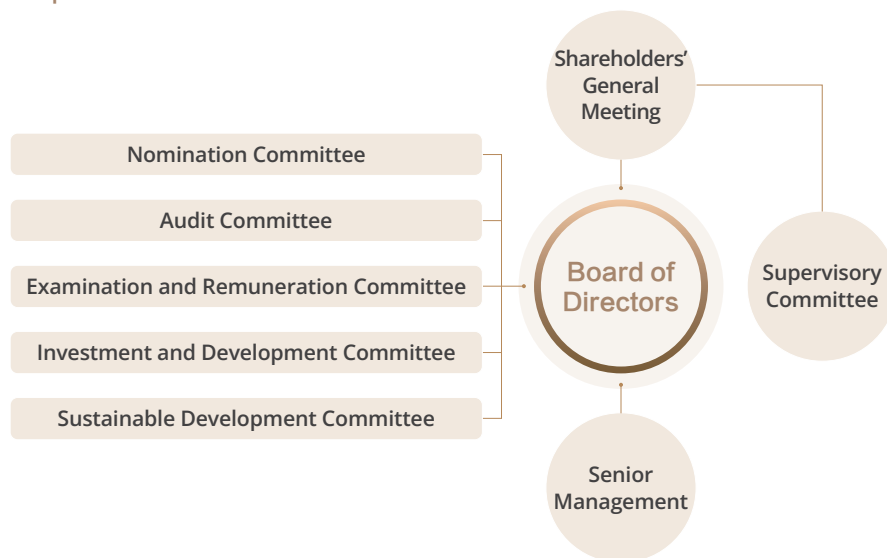 Shareholders’
General
Meeting
Nomination Committee
Audit Committee
Examination and Remuneration Committee
Investment and Development Committee
Sustainable Development Committee
Board of
Directors
Supervisory
Committee
Senior
Management